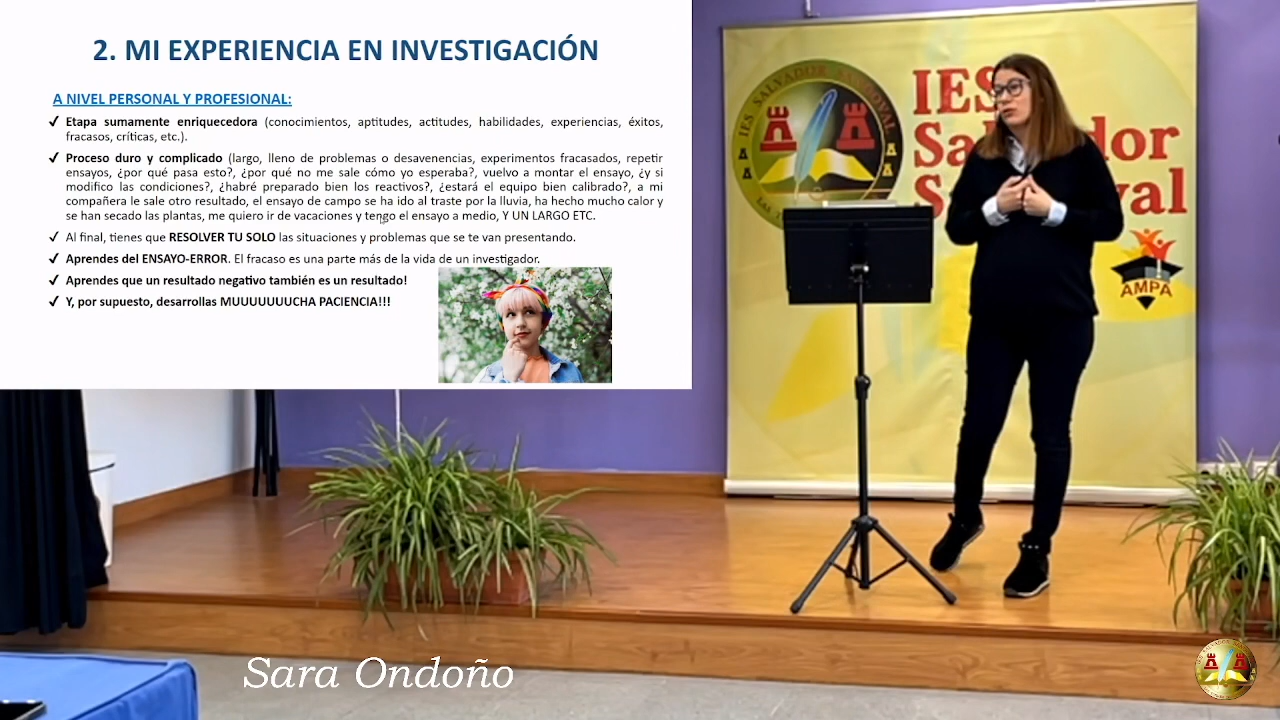 2. MI EXPERIENCIA EN INVESTIGACIÓN
A NIVEL PERSONAL Y PROFESIONAL:
✓ Etapa sumamente enriquecedora (conocimientos, aptitudes, actitudes, habilidades, experiencias, éxitos,
fracasos, críticas, etc.).
✓ Proceso duro y complicado (largo, lleno de problemas o desavenencias, experimentos fracasados, repetir
ensayos, ¿por qué para esto?, ¿por qué no me sale cómo yo esperaba?, vuelvo a montar el ensayo, ¿y si
modifico las condiciones?, ¿habré preparado bien los reactivos?, ¿estará el equipo bien calibrado?, a mi
compañera le sale otro resultado, el ensayo de campo se ha ido al traste por la lluvia, ha hecho mucho calor y
se han secado las plantas, me quiero ir de vacaciones y tengo el ensayo a medio, Y UN LARGO ETC.
✓ Al final, tienes que RESOLVER TU SOLO las situaciones y problemas que se te van presentando.
✓ Aprendes del ENSAYO-ERROR. El fracaso es una parte más de la vida de un investigador.
✓ Aprendes que un resultado negativo también es un resultado!
✓ Y, por supuesto, desarrollas MUUUUUUUCHA PACIENCIA!!!
IES SALVADOR SANDOVAL
IES
Sal dor
S val
AMPA
Sara Ondoño